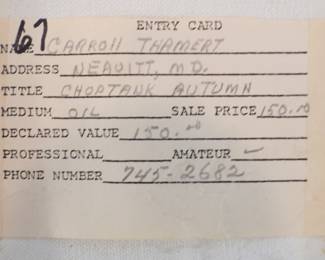 67
ENTRY CARD
NAME CARROLL THAMERT
ADDRESS NEAVITT, MD.
TITLE CHOPTANK AUTUMN
MEDIUM OIL SALE PRICE 150.00
DECLARED VALUE 150.00
PROFESSIONAL AMATEUR ✓
PHONE NUMBER 745-2682